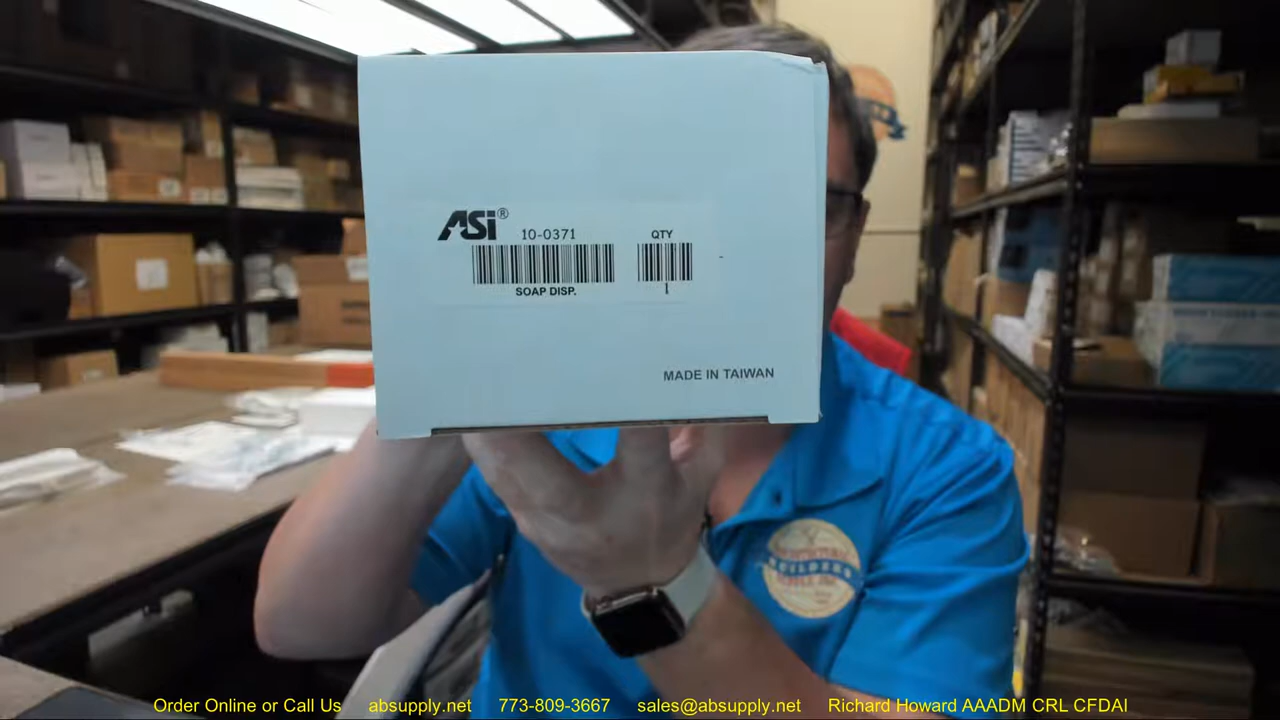 ASi®
10-0371
QTY
SOAP DISP.
1
MADE IN TAIWAN
BUILDERS
Order Online or Call Us absupply.net 773-809-3667 sales@absupply.net Richard Howard AAADM CRL CFDAI